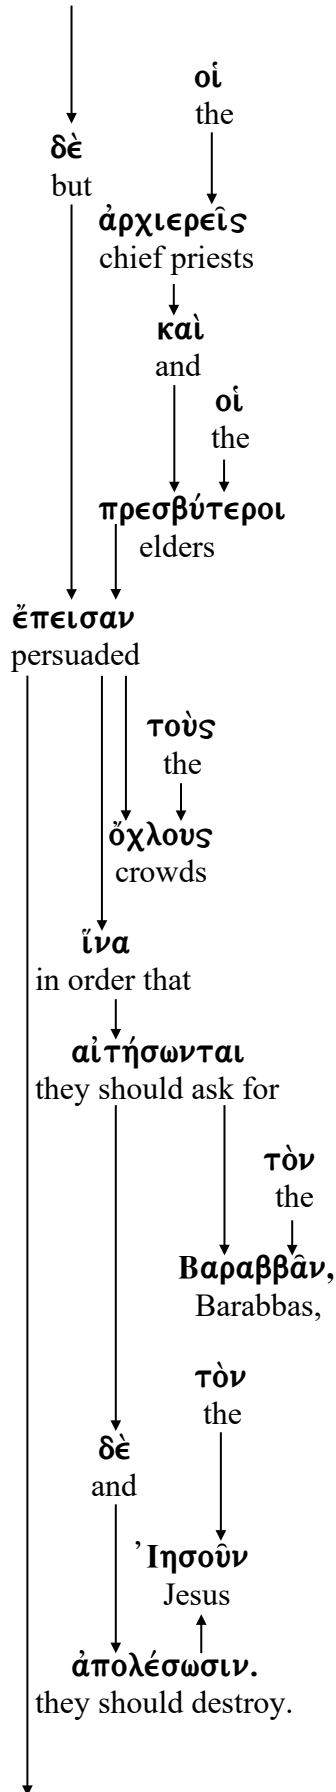 οἱ
the
δὲ
but
ἀρχιερεῖς
chief priests
καὶ
and
οἱ
the
πρεσβύτεροι
elders
ἔπεισαν
persuaded
τοὺς
the
ὄχλους
crowds
ἵνα
in order that
αἰτήσωνται
they should ask for
τὸν
the
Βαραββᾶν,
Barabbas,
τὸν
the
δὲ
and
Ἰησοῦν
Jesus
ἀπολέσωσιν.
they should destroy.